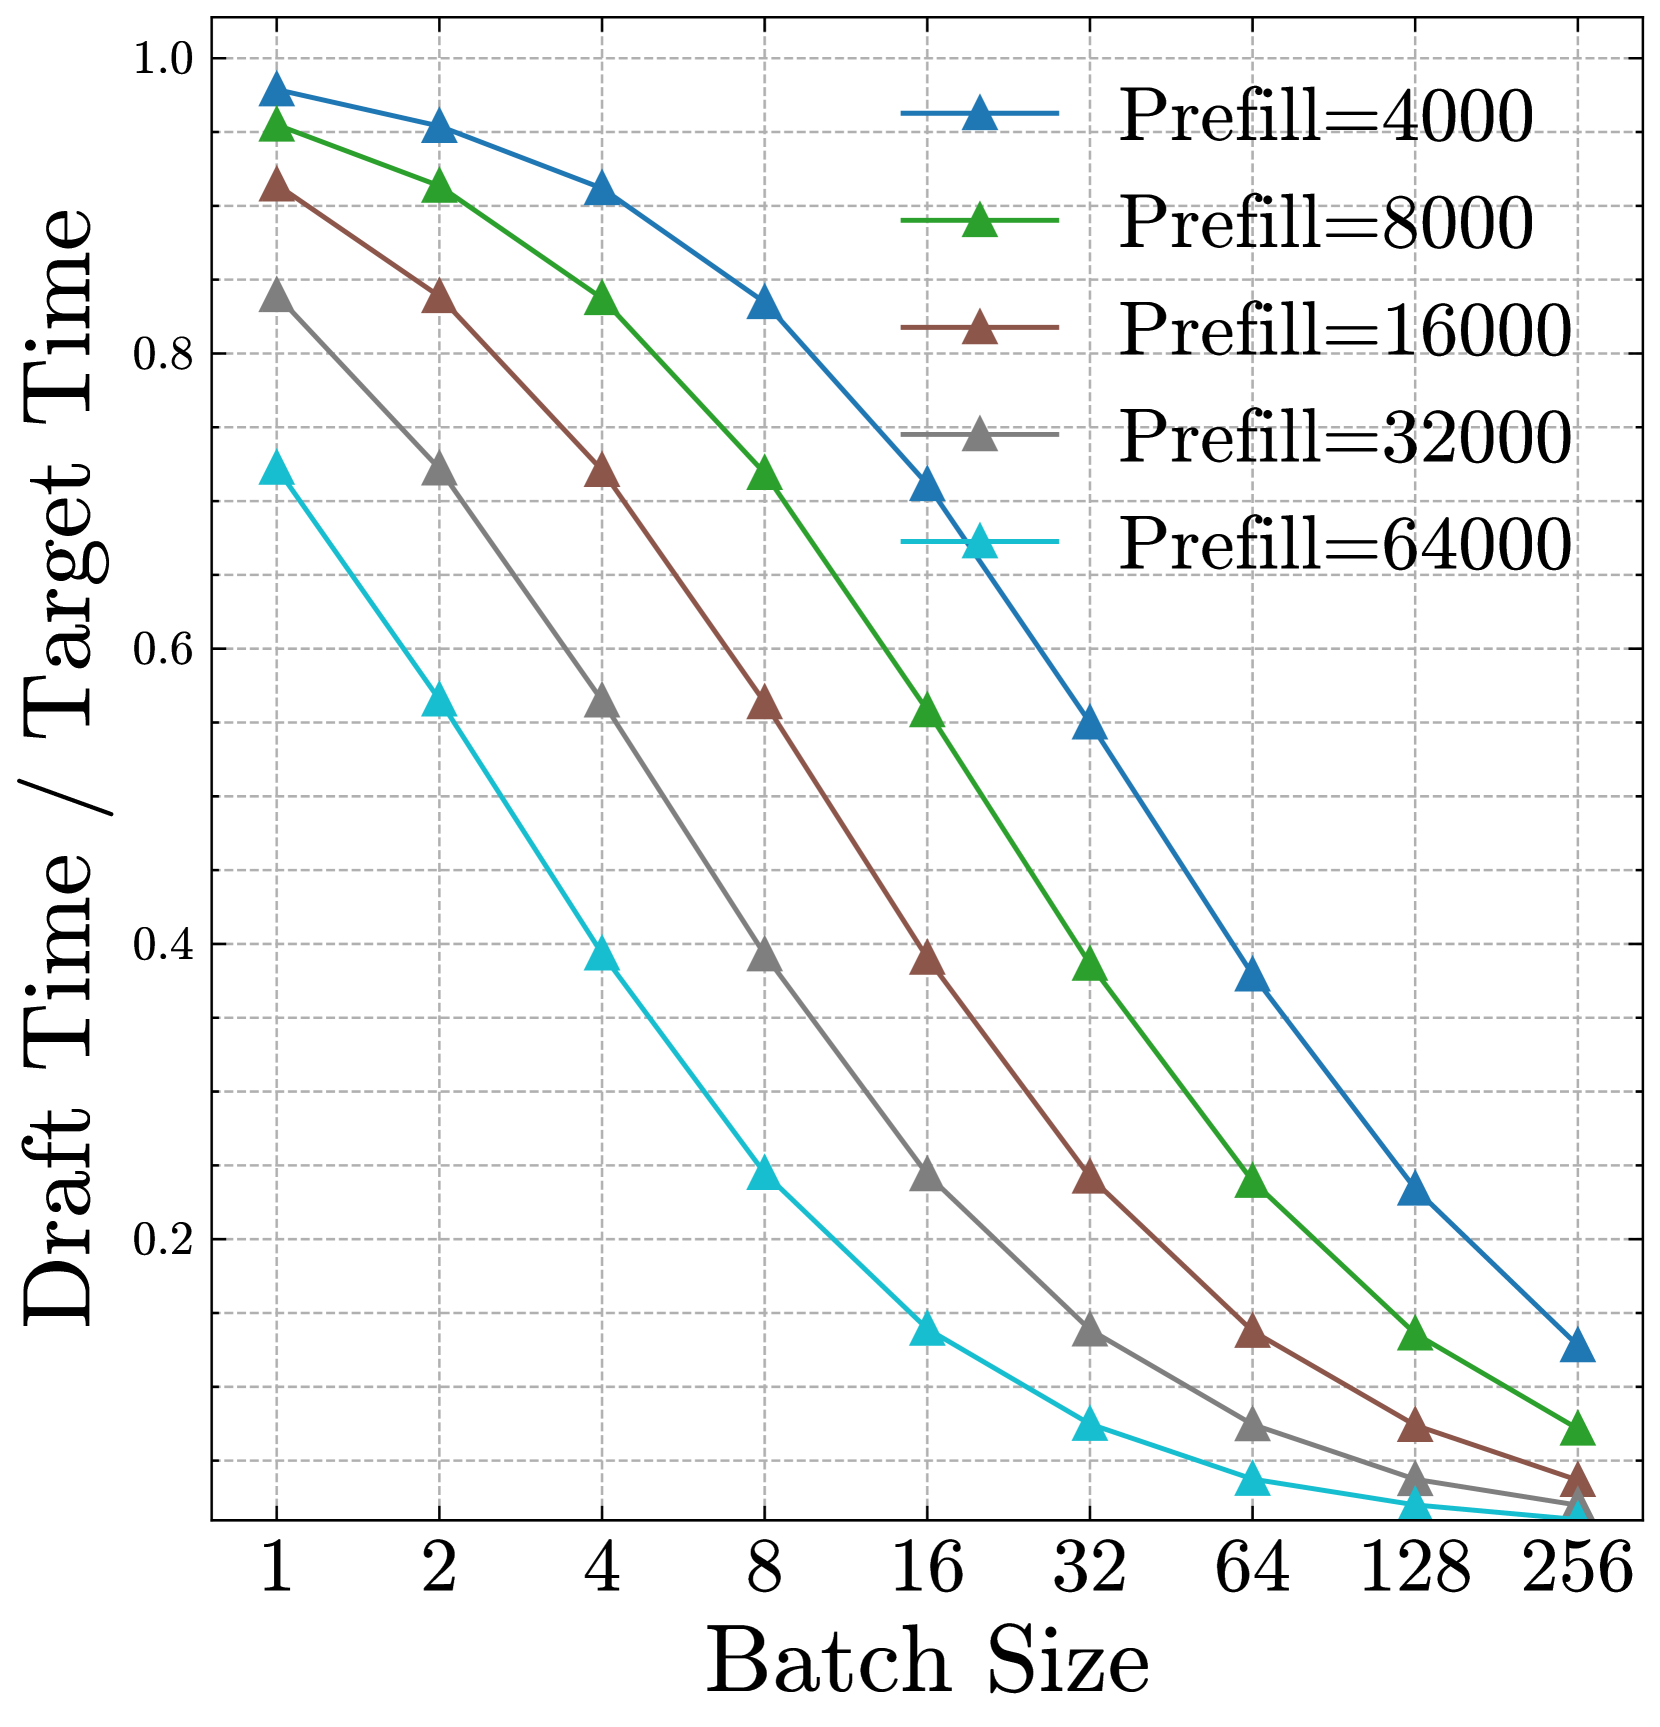 Draft Time / Target Time
1.0
0.8
0.6
0.4
0.2
Prefill=4000
Prefill=8000
Prefill=16000
Prefill=32000
Prefill=64000
1 2 4 8 16 32 64 128 256
Batch Size